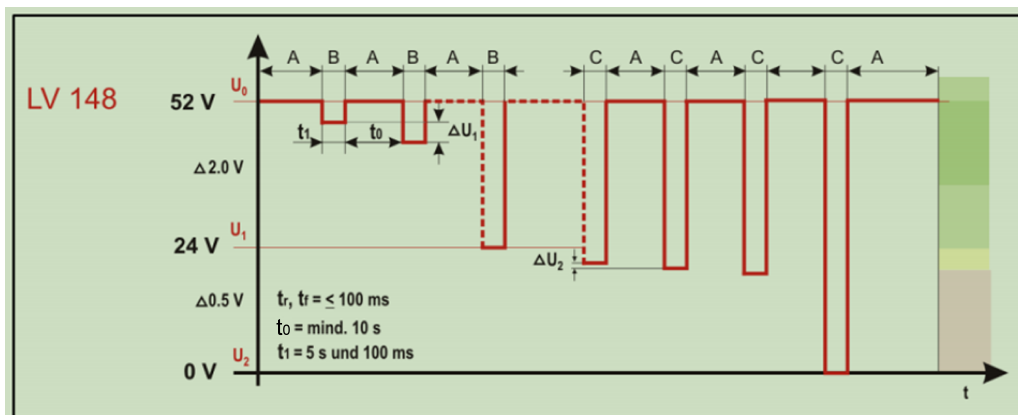 A B A B A B C A C A C C A
LV 148
U0
52 V
t1 t0 ΔU1
Δ 2.0 V
U1
24 V
ΔU2
Δ0.5 V
tr, tf = ≤ 100 ms
t0 = mind. 10 s
t1 = 5 s und 100 ms
U2
0 V
t